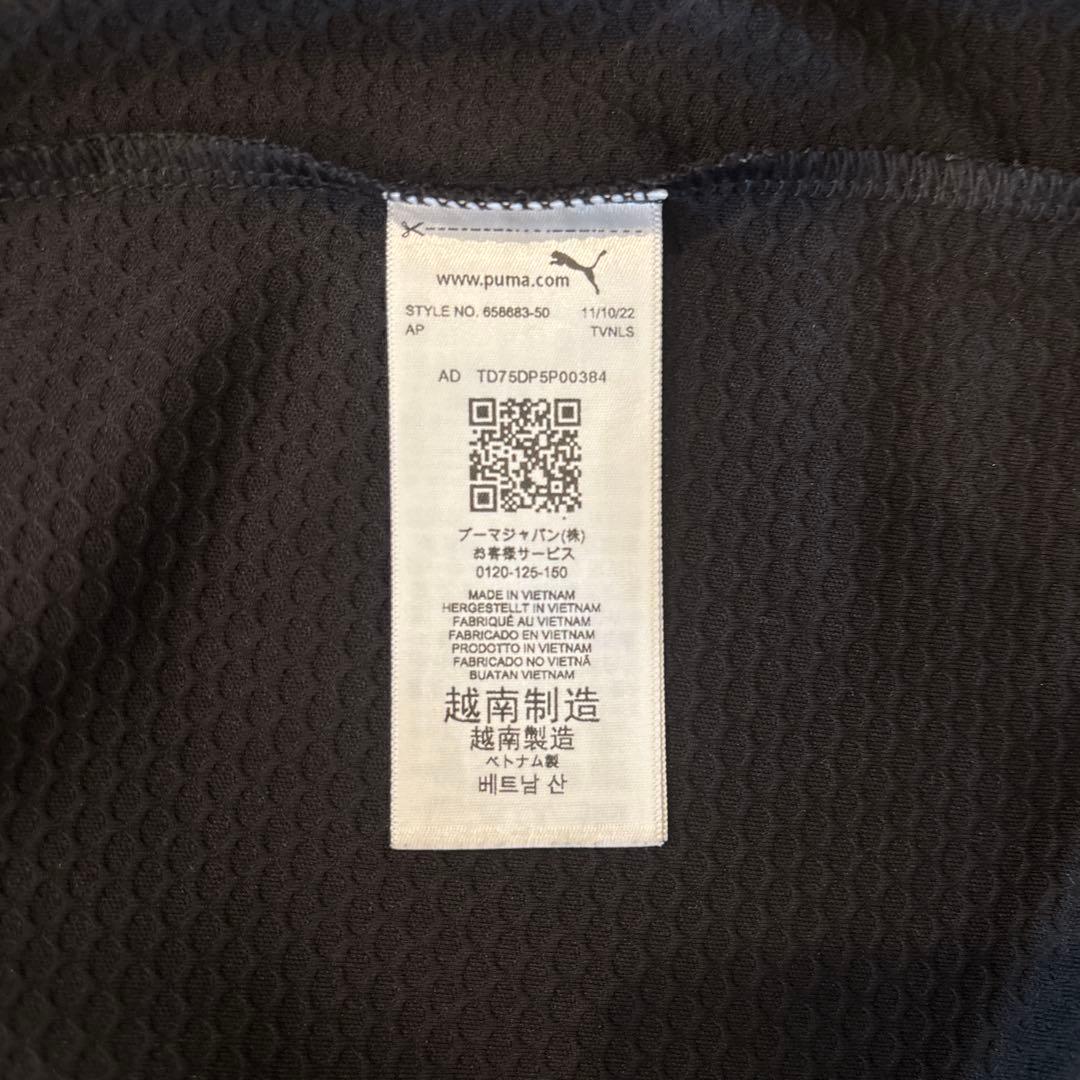 www.puma.com
STYLE NO. 658683-50 11/10/22
AP TVNLS
AD TD75DP5P00384
プーマジャパン(株)
お客様サービス
0120-125-150
MADE IN VIETNAM
HERGESTELLT IN VIETNAM
FABRIQUÉ AU VIETNAM
FABRICADO EN VIETNAM
PRODOTTO IN VIETNAM
FABRICADO NO VIETNÃ
BUATAN VIETNAM
越南制造
越南製造
ベトナム製
베트남 산